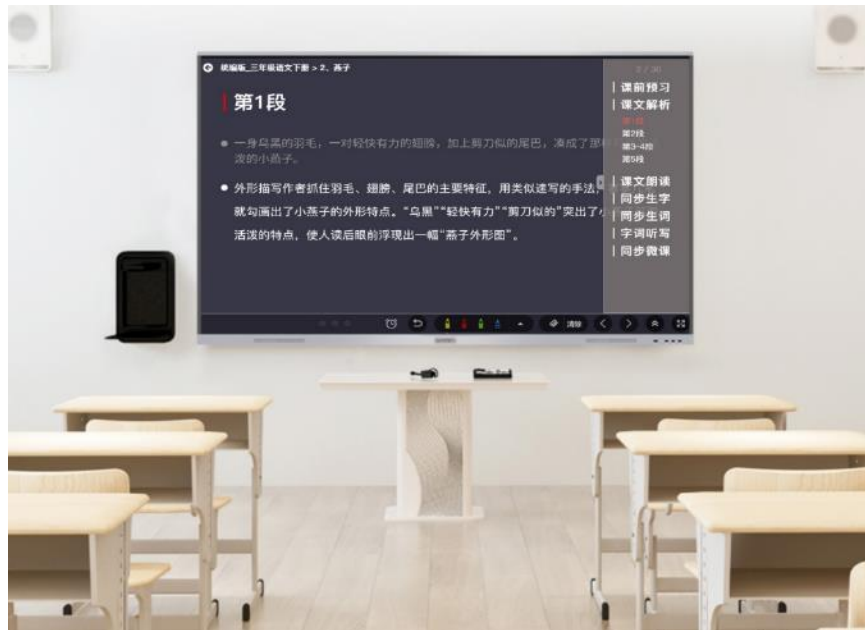 统编版_三年级语文下册 > 2、燕子
第1段
一身乌黑的羽毛，一对轻快有力的翅膀，加上剪刀似的尾巴，凑成了那
泼的小燕子。
外形描写作者抓住羽毛、翅膀、尾巴的主要特征，用类似速写的手法，
就勾画出了小燕子的外形特点。“乌黑”“轻快有力”“剪刀似的”突出了小
活泼的特点，使人读后眼前浮现出一幅“燕子外形图”。
课前预习
课文解析
第1段
第2段
第3-4段
第5段
课文朗读
同步生字
同步生词
字词听写
同步微课
清除